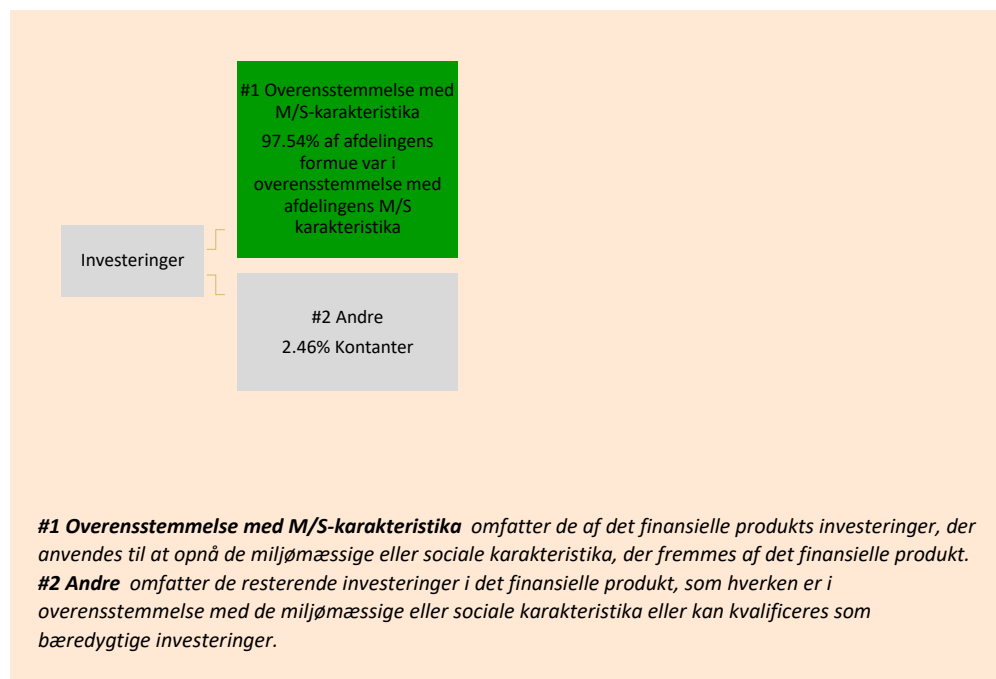 #1 Overensstemmelse med
M/S-karakteristika
97.54% af afdelingens
formue var i
overensstemmelse med
afdelingens M/S
karakteristika
Investeringer
#2 Andre
2.46% Kontanter
#1 Overensstemmelse med M/S-karakteristika omfatter de af det finansielle produkts investeringer, der
anvendes til at opnå de miljømæssige eller sociale karakteristika, der fremmes af det finansielle produkt.
#2 Andre omfatter de resterende investeringer i det finansielle produkt, som hverken er i
overensstemmelse med de miljømæssige eller sociale karakteristika eller kan kvalificeres som
bæredygtige investeringer.